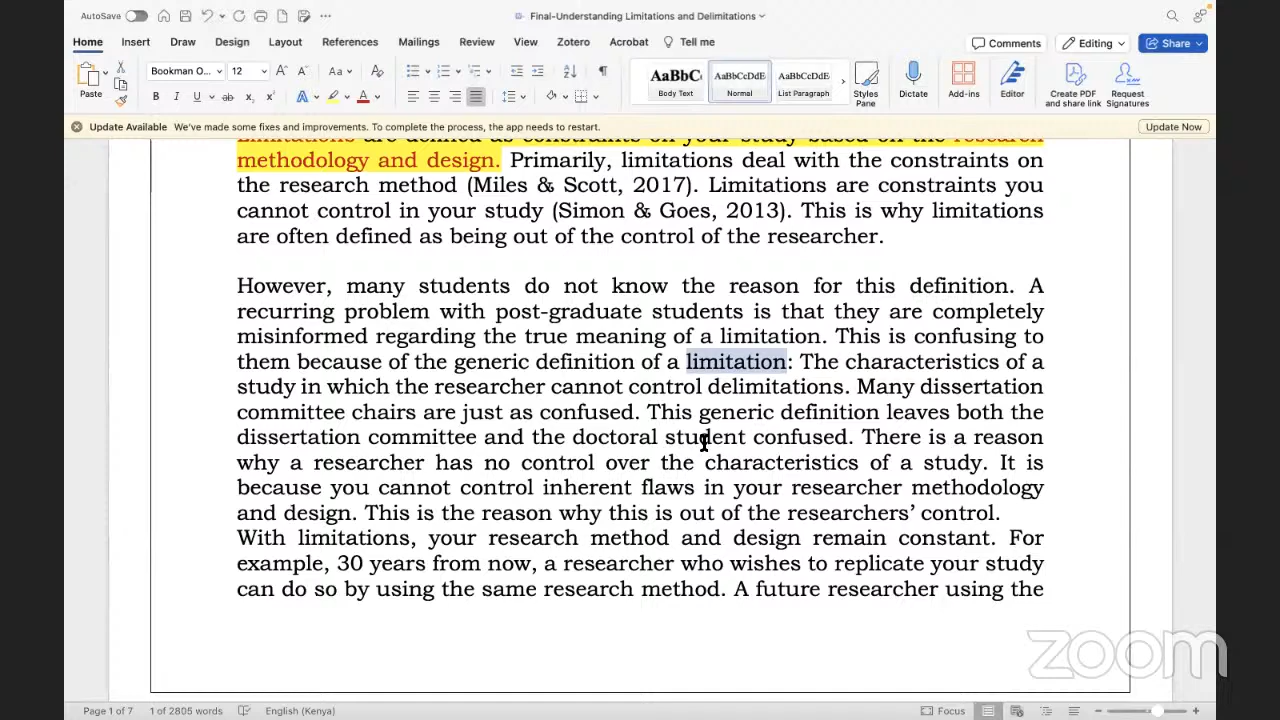 AutoSave
Final-Understanding Limitations and Delimitations
Home Insert Draw Design Layout References Mailings Review View Zotero Acrobat Tell me Comments Editing Share
Paste
Bookman O... 12
AaBbC
Body Text
AaBbCcDdE
Normal
AaBbCcDdE
List Paragraph
Styles Pane
Dictate
Add-ins
Editor
Create PDF and share link
Request Signatures
Update Available We've made some fixes and improvements. To complete the process, the app needs to restart. Update Now
Limitations are defined as constraints on your study based on the research
methodology and design. Primarily, limitations deal with the constraints on
the research method (Miles & Scott, 2017). Limitations are constraints you
cannot control in your study (Simon & Goes, 2013). This is why limitations
are often defined as being out of the control of the researcher.
However, many students do not know the reason for this definition. A
recurring problem with post-graduate students is that they are completely
misinformed regarding the true meaning of a limitation. This is confusing to
them because of the generic definition of a limitation: The characteristics of a
study in which the researcher cannot control delimitations. Many dissertation
committee chairs are just as confused. This generic definition leaves both the
dissertation committee and the doctoral student confused. There is a reason
why a researcher has no control over the characteristics of a study. It is
because you cannot control inherent flaws in your researcher methodology
and design. This is the reason why this is out of the researchers' control.
With limitations, your research method and design remain constant. For
example, 30 years from now, a researcher who wishes to replicate your study
can do so by using the same research method. A future researcher using the
zoom
Page 1 of 7 1 of 2805 words English (Kenya) Focus